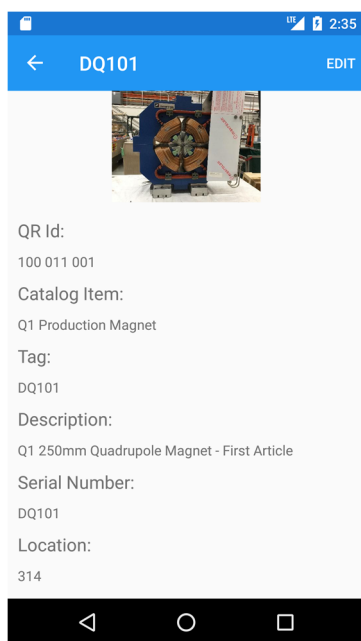 LTE 2:35
DQ101 EDIT
QR Id:
100 011 001
Catalog Item:
Q1 Production Magnet
Tag:
DQ101
Description:
Q1 250mm Quadrupole Magnet - First Article
Serial Number:
DQ101
Location:
314